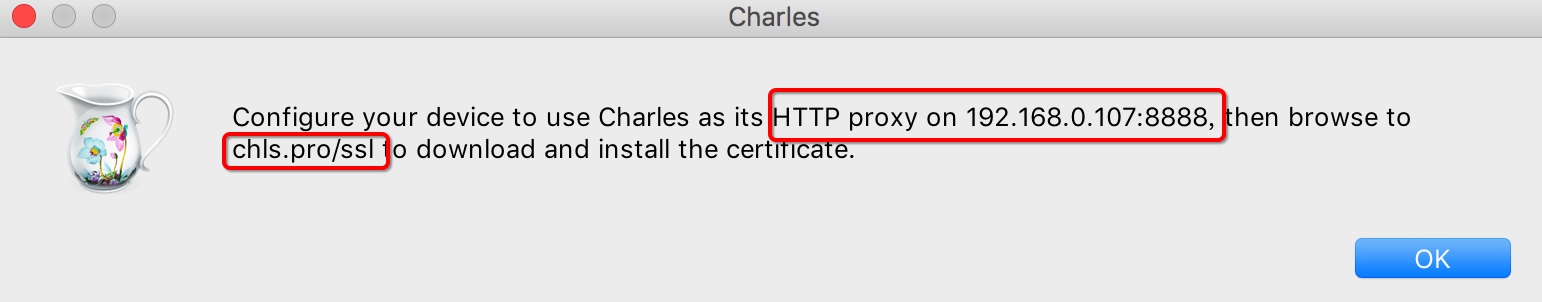 Charles
Configure your device to use Charles as its HTTP proxy on 192.168.0.107:8888, then browse to
chls.pro/ssl to download and install the certificate.
OK